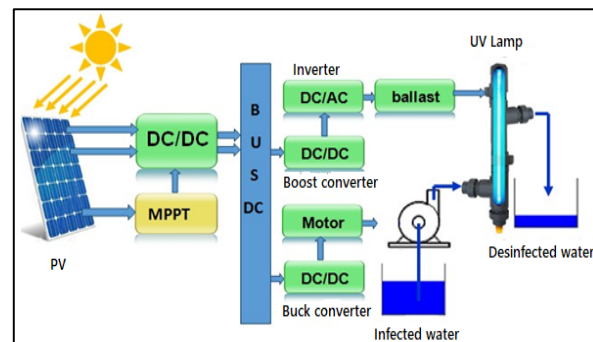 UV Lamp
Inverter
DC/AC
ballast
BUS DC
DC/DC
DC/DC
Boost converter
MPPT
PV
Motor
DC/DC
Buck converter
Desinfected water
Infected water